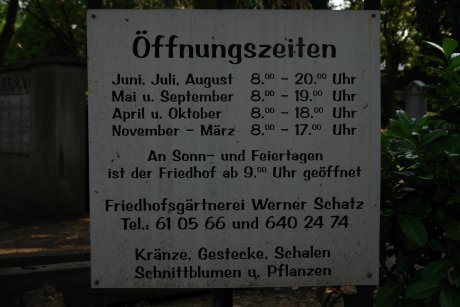 Öffnungszeiten
Juni, Juli, August 8.00 - 20.00 Uhr
Mai u. September 8.00 - 19.00 Uhr
April u. Oktober 8.00 - 18.00 Uhr
November - März 8.00 - 17.00 Uhr
An Sonn- und Feiertagen
ist der Friedhof ab 9.00 Uhr geöffnet
Friedhofsgärtnerei Werner Schatz
Tel.: 61 05 66 und 640 24 74
Kränze, Gestecke, Schalen
Schnittblumen u. Pflanzen